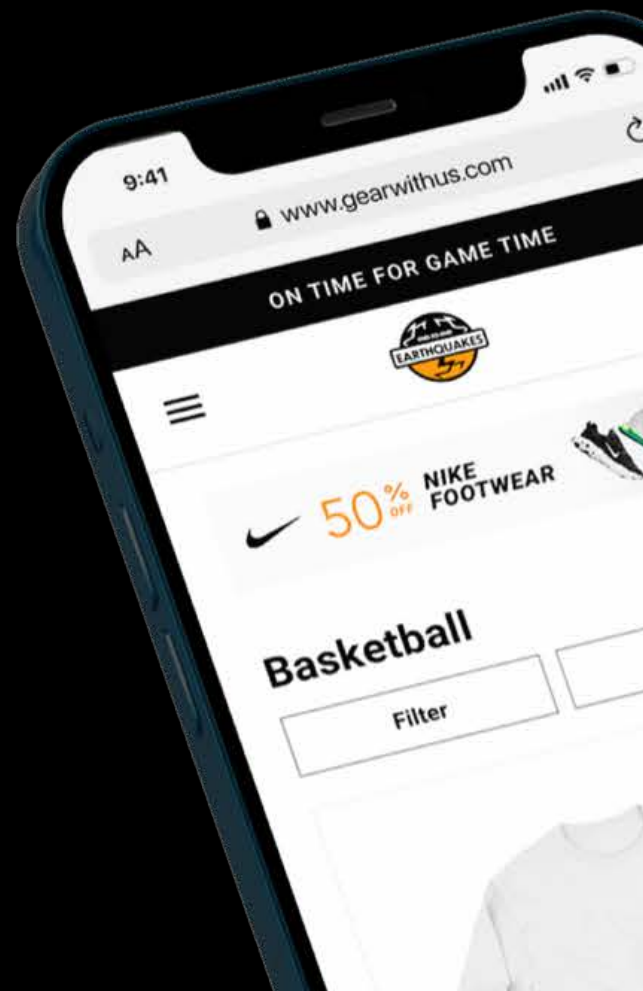 9:41
AA
www.gearwithus.com
ON TIME FOR GAME TIME
EARTHQUAKES
50% OFF
NIKE
FOOTWEAR
Basketball
Filter